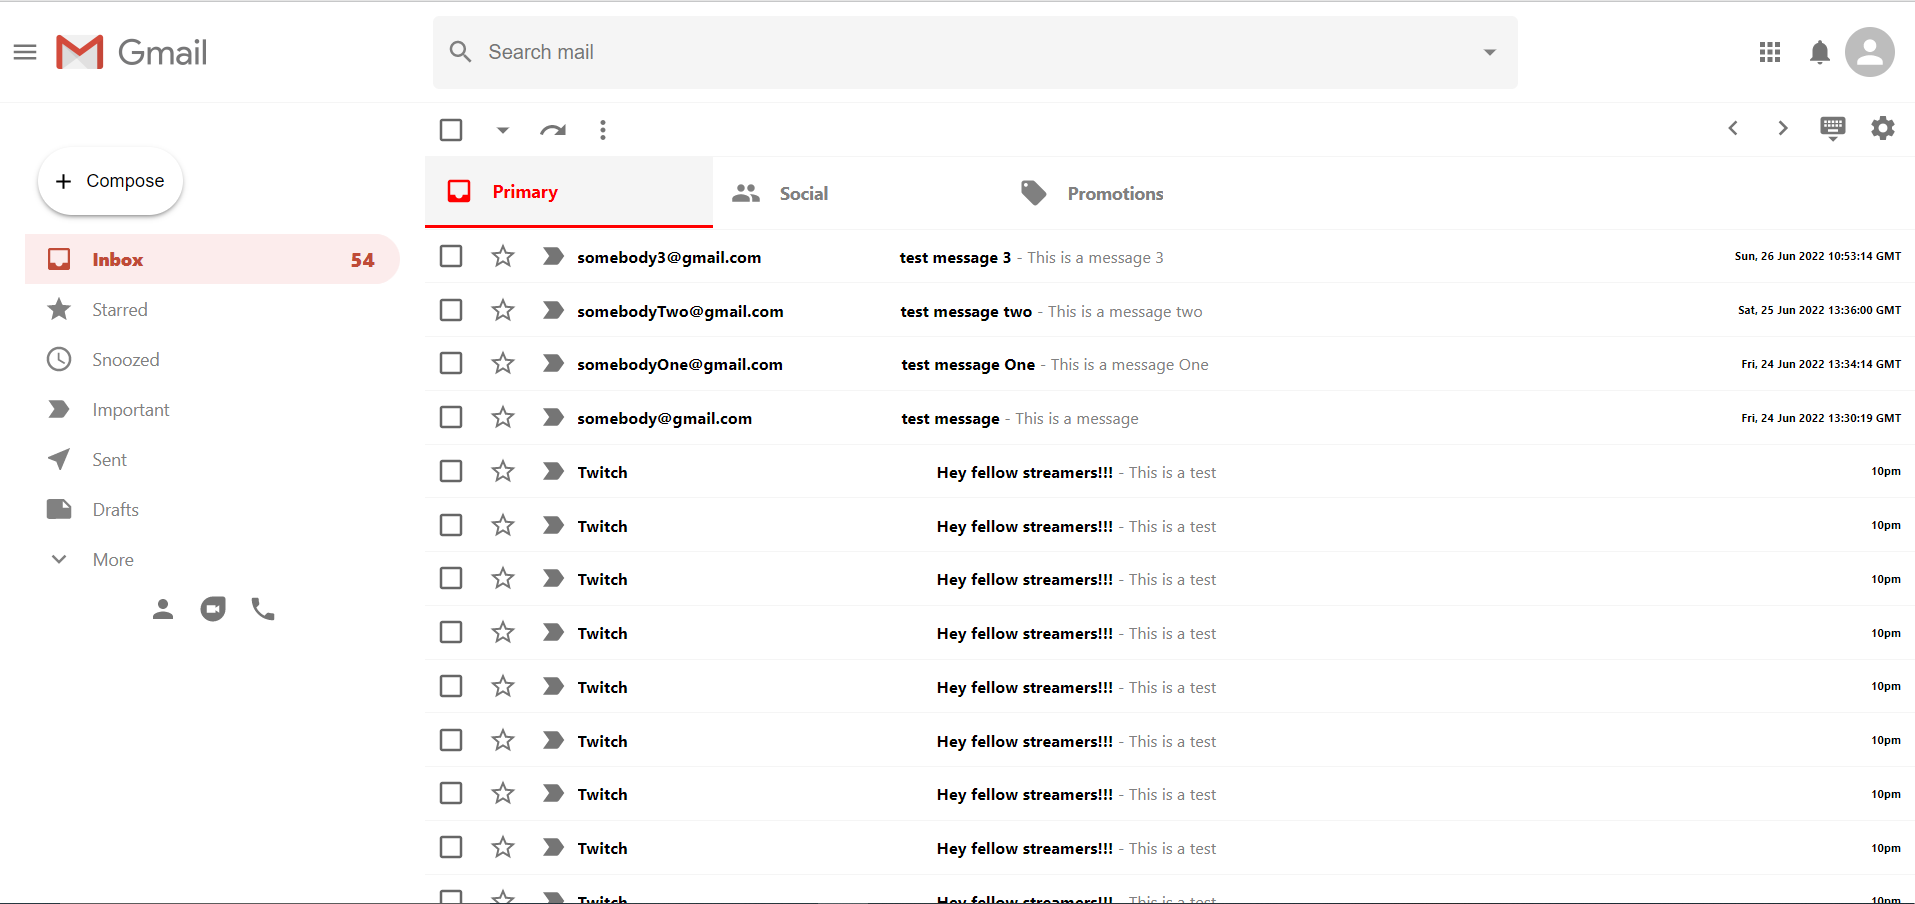 Gmail
Search mail
Compose
Inbox 54
Starred
Snoozed
Important
Sent
Drafts
More
Primary Social Promotions
somebody3@gmail.com test message 3 - This is a message 3 Sun, 26 Jun 2022 10:53:14 GMT
somebodyTwo@gmail.com test message two - This is a message two Sat, 25 Jun 2022 13:36:00 GMT
somebodyOne@gmail.com test message One - This is a message One Fri, 24 Jun 2022 13:34:14 GMT
somebody@gmail.com test message - This is a message Fri, 24 Jun 2022 13:30:19 GMT
Twitch Hey fellow streamers!!! - This is a test 10pm
Twitch Hey fellow streamers!!! - This is a test 10pm
Twitch Hey fellow streamers!!! - This is a test 10pm
Twitch Hey fellow streamers!!! - This is a test 10pm
Twitch Hey fellow streamers!!! - This is a test 10pm
Twitch Hey fellow streamers!!! - This is a test 10pm
Twitch Hey fellow streamers!!! - This is a test 10pm
Twitch Hey fellow streamers!!! - This is a test 10pm
Twitch Hey fellow streamers!!! - This is a test 10pm